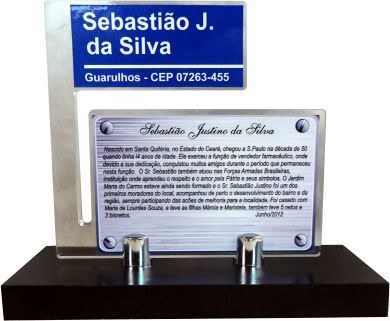 Sebastião J.
da Silva
Guarulhos - CEP 07263-455
Sebastião Justino da Silva
Nascido em Santa Quitéria, no Estado do Ceará, chegou a S.Paulo na década de 50
quando tinha 14 anos de idade. Ele exerceu a função de vendedor farmacêutico, onde
devido a sua dedicação, conquistou muitos amigos durante o período que permaneceu
nesta função. O Sr. Sebastião também atuou nas Forças Armadas Brasileiras,
instituição onde aprendeu o respeito e o amor pela Pátria e seus símbolos. O Jardim
Maria do Carmo estava ainda sendo formado e o Sr. Sebastião Justino foi um dos
primeiros moradores do local, acompanhou de perto o desenvolvimento do bairro e da
região, sempre participando das ações de melhoria para a localidade. Foi casado com
Maria de Lourdes Souza, e teve as filhas Márcia e Maristela, também teve 5 netos e
3 bisnetos. Junho/2012